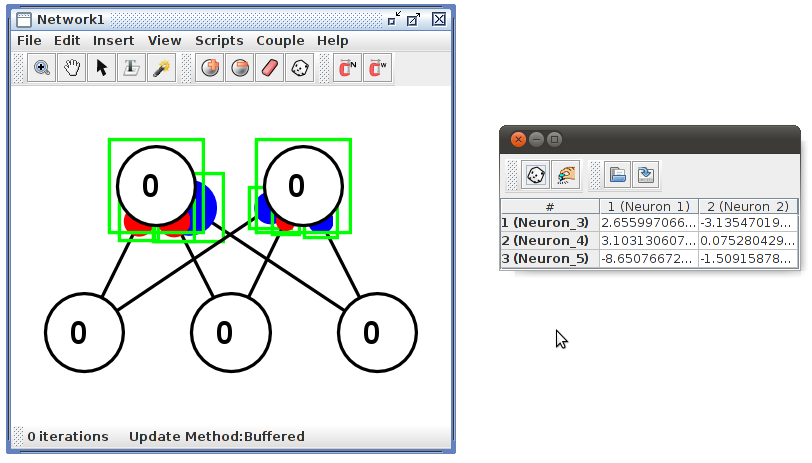 Network1
File Edit Insert View Scripts Couple Help
N W
0 0
0 0 0
0 iterations Update Method:Buffered
# 1 (Neuron 1) 2 (Neuron 2)
1 (Neuron_3) 2.655997066... -3.13547019...
2 (Neuron_4) 3.103130607... 0.075280429...
3 (Neuron_5) -8.65076672... -1.50915878...